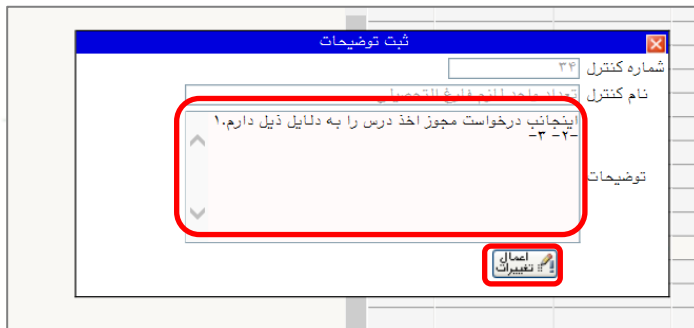 ثبت توضیحات
شماره کنترل ۳۴
نام کنترل تعداد واحد لازم فارغ التحصیلی
اینجانب درخواست مجوز اخذ درس را به دلایل ذیل دارم.۱
-۲- ۳-
توضیحات
اعمال
تغییرات